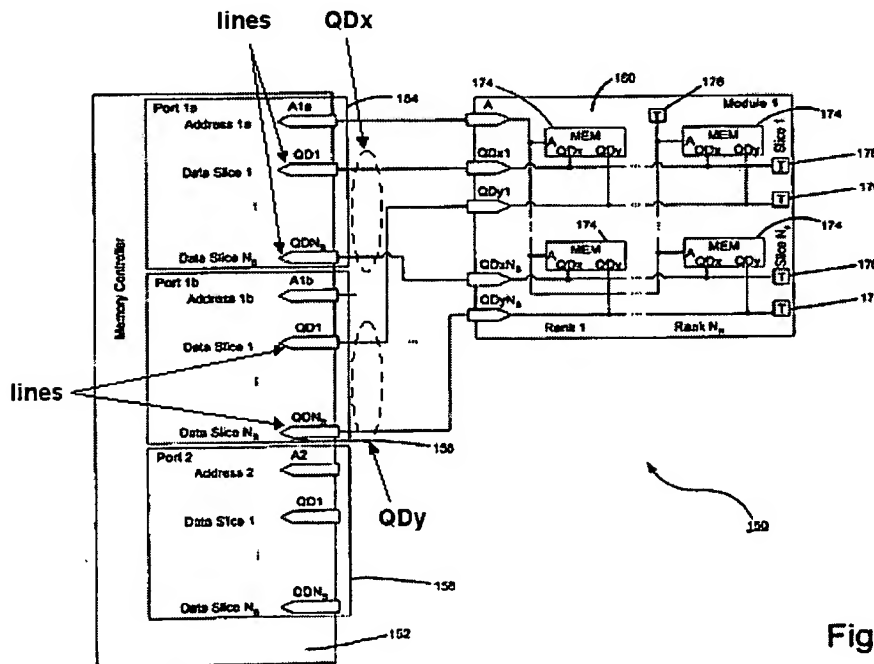 lines
QDx
Memory Controller
Port 1a
A1a
Address 1a
QD1
Data Slice 1
QDNs
Data Slice Ns
154
Port 1b
A1b
Address 1b
QD1
Data Slice 1
QDNs
Data Slice Ns
lines
Port 2
A2
Address 2
QD1
Data Slice 1
QDNs
Data Slice Ns
QDy
158
152
A
QDx1
QDy1
QDxNs
QDyNs
174
160
176
Module 1
174
MEM
A
QDx QDy
T
MEM
A
QDx QDy
Slice 1
T
T
174
MEM
A
QDx QDy
MEM
A
QDx QDy
174
Slice Ns
T
T
176
Rank 1
Rank NR
150
Fig